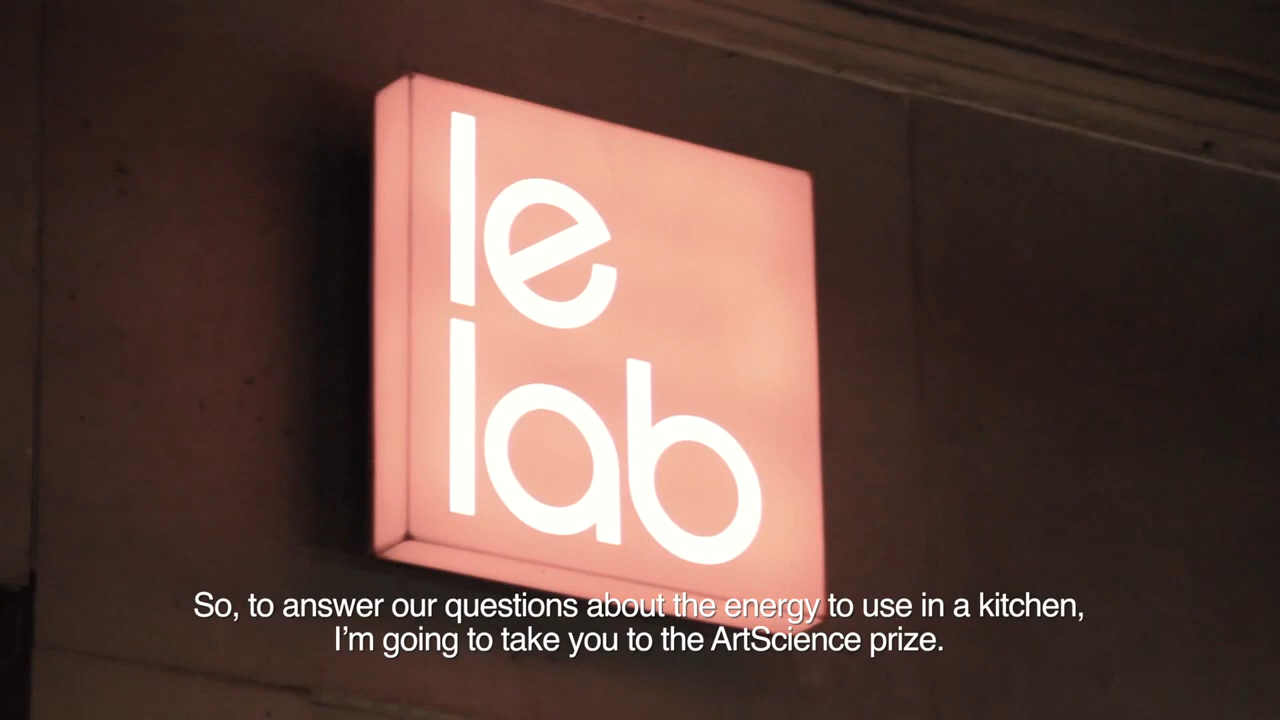 le
lab
So, to answer our questions about the energy to use in a kitchen,
I'm going to take you to the ArtScience prize.